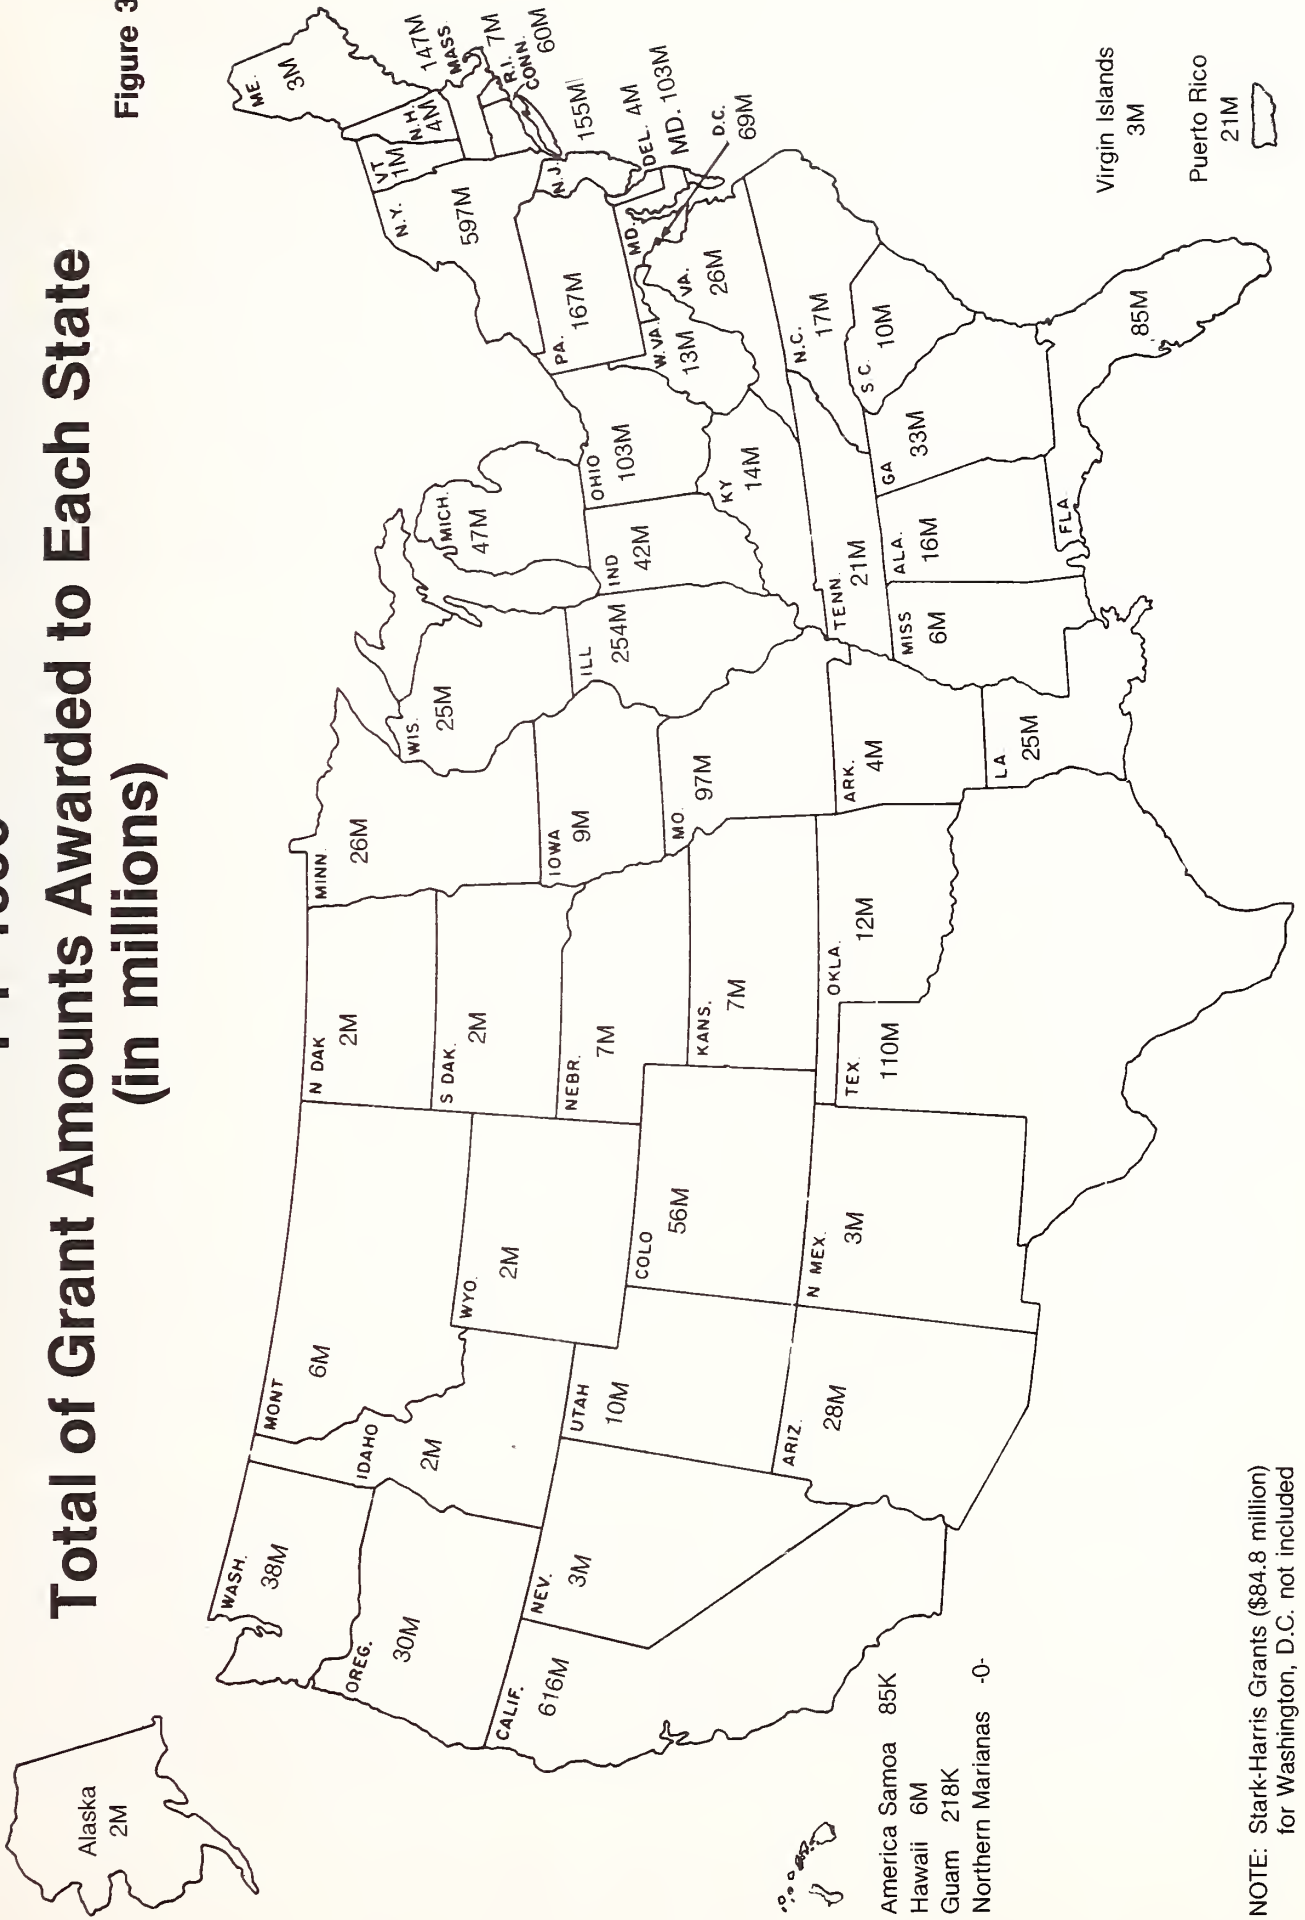 Figure 3
Total of Grant Amounts Awarded to Each State
(in millions)
Alaska
2M
WASH.
38M
OREG.
30M
CALIF.
616M
NEV.
3M
IDAHO
2M
MONT
6M
WYO.
2M
UTAH
10M
ARIZ.
28M
COLO
56M
N MEX.
3M
N DAK
2M
S DAK.
2M
NEBR.
7M
KANS.
7M
OKLA.
12M
TEX
110M
MINN.
26M
IOWA
9M
MO.
97M
ARK.
4M
LA
25M
WIS.
25M
ILL
254M
MICH.
47M
IND
42M
OHIO
103M
KY
14M
TENN.
21M
MISS
6M
ALA.
16M
GA
33M
FLA.
85M
S.C.
10M
N.C.
17M
VA.
26M
W.VA.
13M
PA.
167M
N.Y.
597M
VT
1M
N.H.
4M
ME.
3M
147M
MASS.
7M
R.I.
CONN.
60M
N.J.
155M
DEL. 4M
MD. 103M
MD.
D.C.
69M
America Samoa 85K
Hawaii 6M
Guam 218K
Northern Marianas -0-
Virgin Islands
3M
Puerto Rico
21M
NOTE: Stark-Harris Grants ($84.8 million)
for Washington, D.C. not included